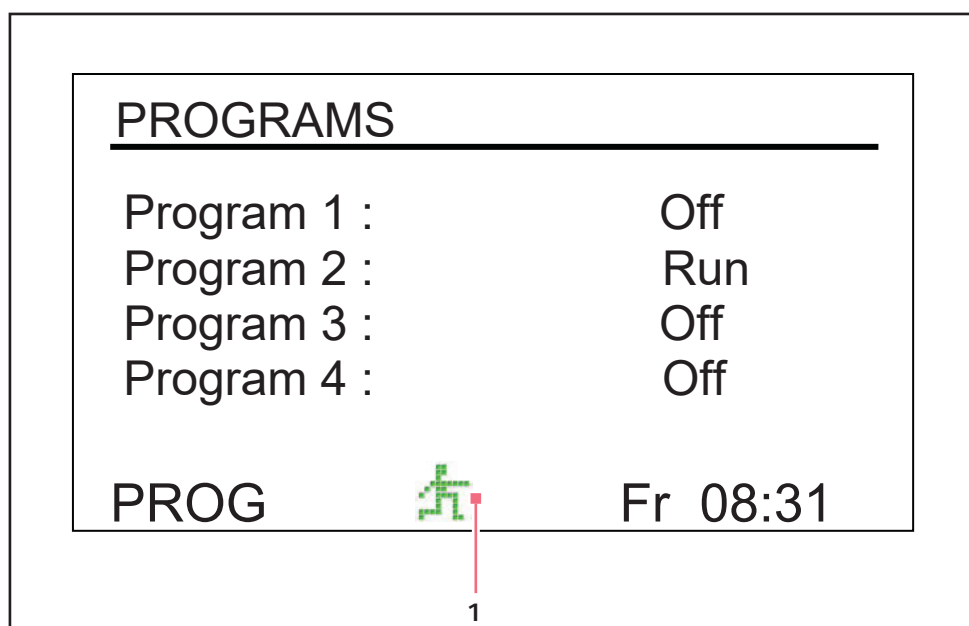 PROGRAMS
Program 1 : Off
Program 2 : Run
Program 3 : Off
Program 4 : Off
PROG Fr 08:31
1